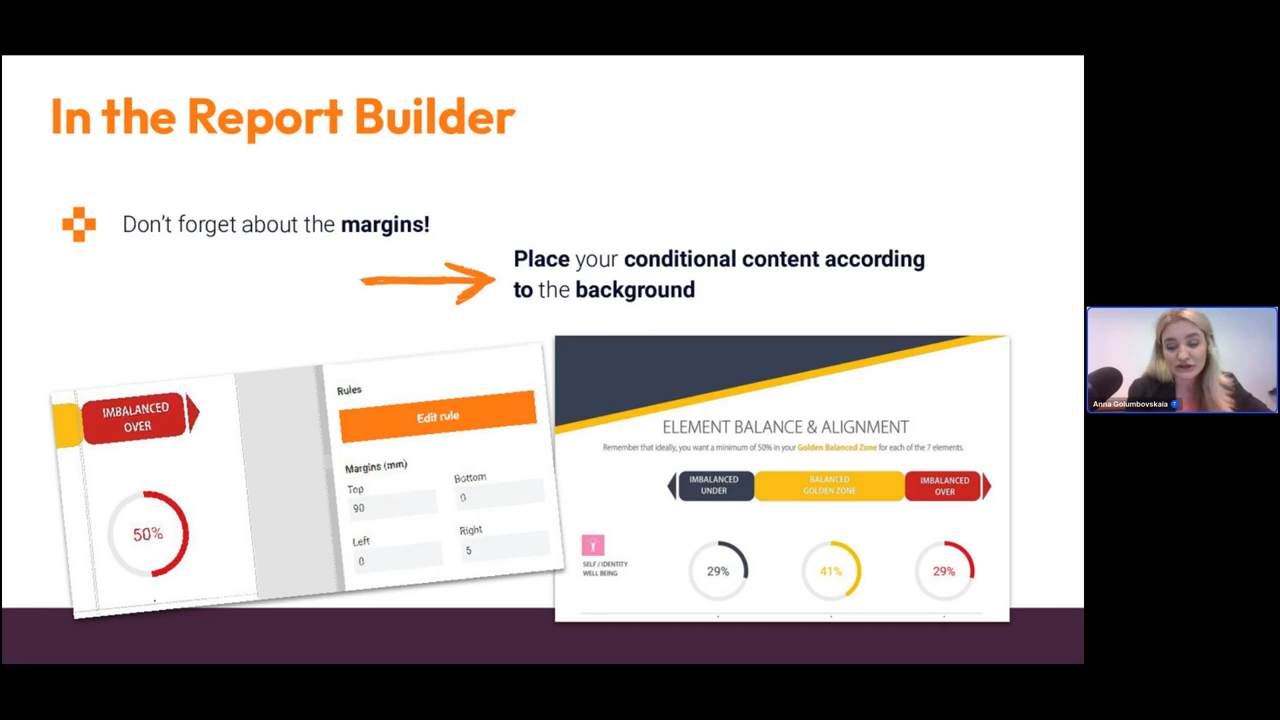 In the Report Builder
Don't forget about the margins!
Place your conditional content according
to the background
IMBALANCED
OVER
50%
Rules
Edit rule
Margins (mm)
Top
Bottom
90
0
Left
Right
0
5
ELEMENT BALANCE & ALIGNMENT
Remember that ideally, you want a minimum of 50% in your Golden Balanced Zone for each of the 7 elements.
IMBALANCED
UNDER
BALANCED
GOLDEN ZONE
IMBALANCED
OVER
SELF / IDENTITY
WELL BEING
29%
41%
29%
Anna Golumbovskaia